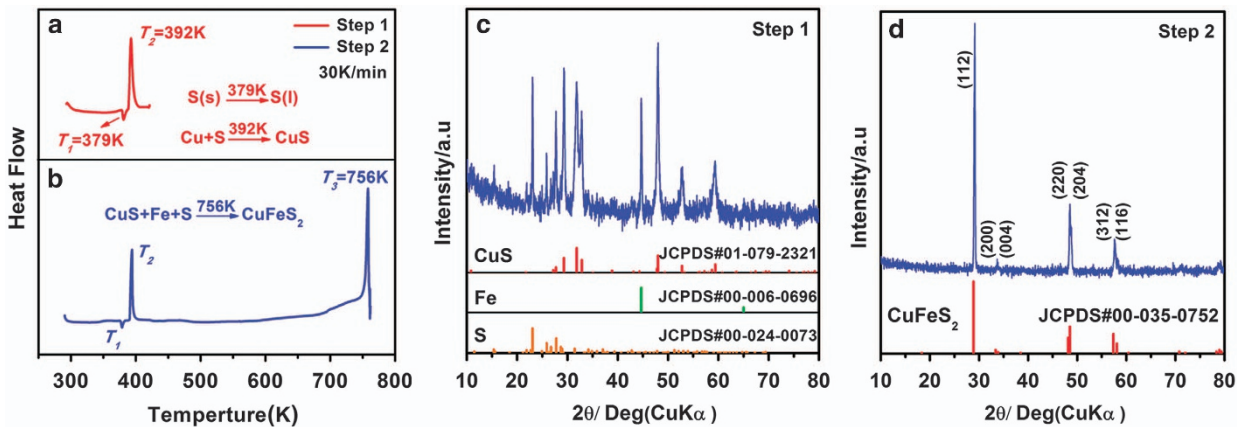 a
Step 1
Step 2
30K/min
T₂=392K
S(s) 379K→ S(l)
T₁=379K
Cu+S 392K→ CuS
b
T₃=756K
CuS+Fe+S 756K→ CuFeS₂
T₂
T₁
Heat Flow
300 400 500 600 700 800
Temperture(K)
c
Step 1
Intensity/a.u
CuS JCPDS#01-079-2321
Fe JCPDS#00-006-0696
S JCPDS#00-024-0073
10 20 30 40 50 60 70 80
2θ/ Deg(CuKα)
d
Step 2
(112)
(200)
(004)
(220)
(204)
(312)
(116)
Intensity/a.u
CuFeS₂ JCPDS#00-035-0752
10 20 30 40 50 60 70 80
2θ/ Deg(CuKα)